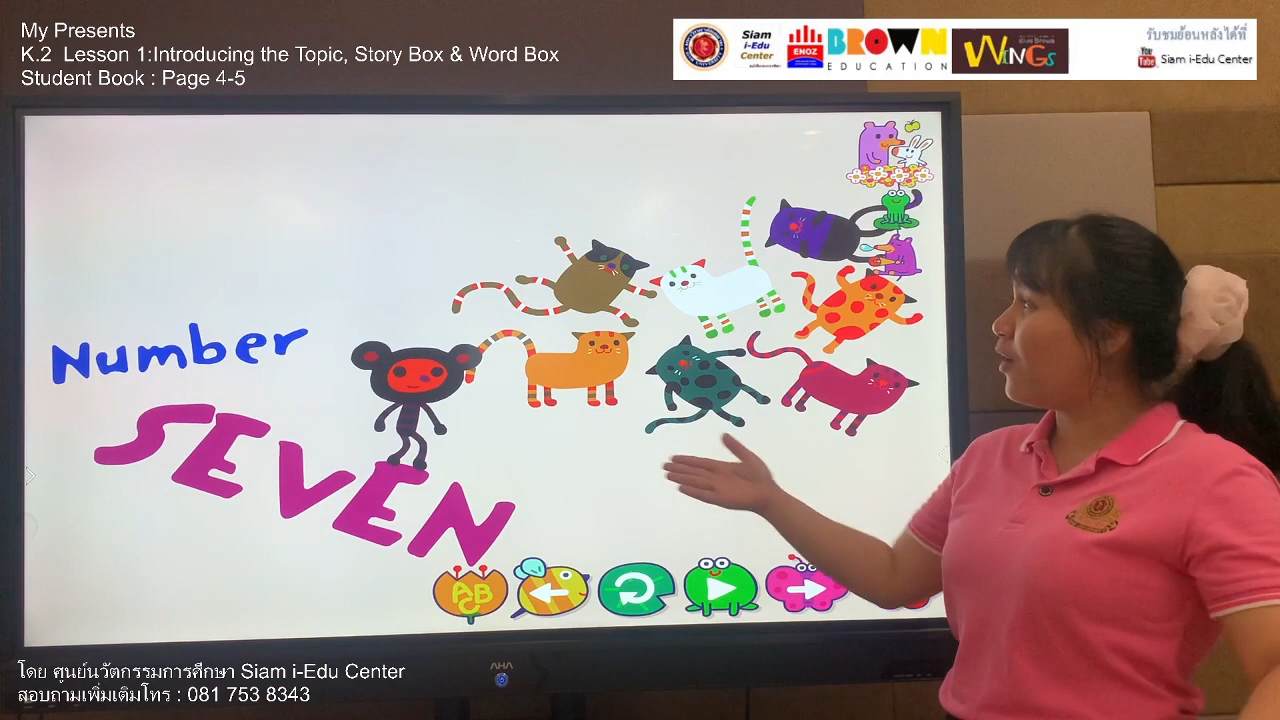 My Presents
K.2 Lesson 1:Introducing the Topic, Story Box & Word Box
Student Book : Page 4-5
Siam
i-Edu
Center
ENOZ
BROWN
EDUCATION
WINGS
รับชมย้อนหลังได้ที่
You Tube Siam i-Edu Center
Number
SEVEN
ABC
AHA
โดย ศูนย์นวัตกรรมการศึกษา Siam i-Edu Center
สอบถามเพิ่มเติมโทร : 081 753 8343